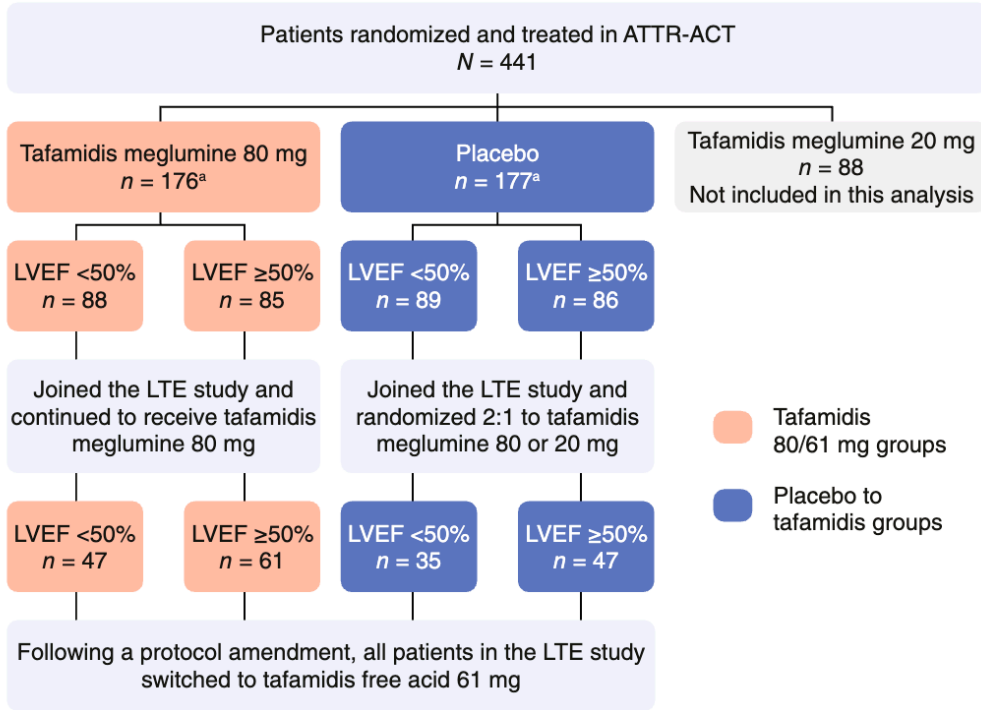 Patients randomized and treated in ATTR-ACT
N = 441
Tafamidis meglumine 80 mg
n = 176ᵃ
Placebo
n = 177ᵃ
Tafamidis meglumine 20 mg
n = 88
Not included in this analysis
LVEF <50%
n = 88
LVEF ≥50%
n = 85
LVEF <50%
n = 89
LVEF ≥50%
n = 86
Joined the LTE study and
continued to receive tafamidis
meglumine 80 mg
Joined the LTE study and
randomized 2:1 to tafamidis
meglumine 80 or 20 mg
Tafamidis
80/61 mg groups
Placebo to
tafamidis groups
LVEF <50%
n = 47
LVEF ≥50%
n = 61
LVEF <50%
n = 35
LVEF ≥50%
n = 47
Following a protocol amendment, all patients in the LTE study
switched to tafamidis free acid 61 mg